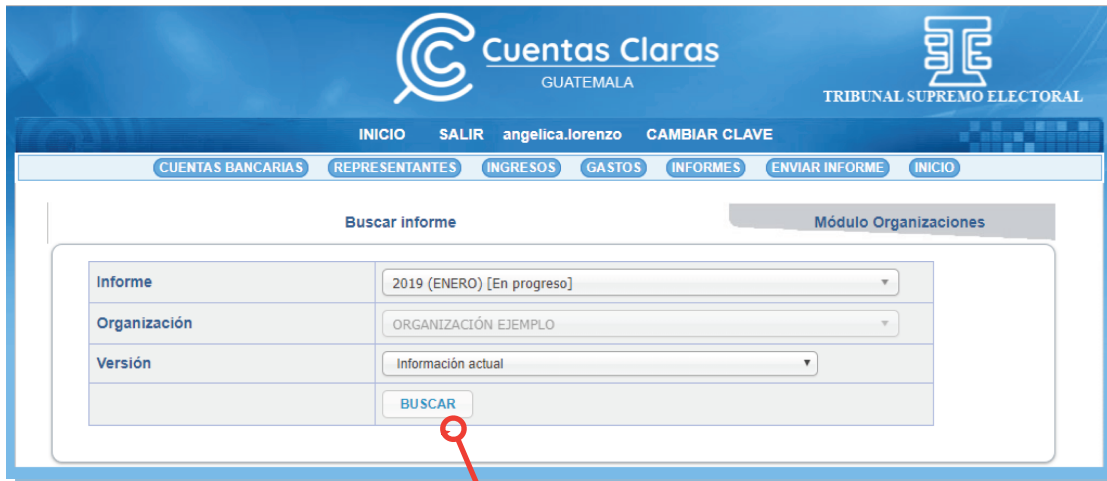 Cuentas Claras
GUATEMALA
TRIBUNAL SUPREMO ELECTORAL
INICIO SALIR angelica.lorenzo CAMBIAR CLAVE
CUENTAS BANCARIAS REPRESENTANTES INGRESOS GASTOS INFORMES ENVIAR INFORME INICIO
Buscar informe Módulo Organizaciones
Informe 2019 (ENERO) [En progreso]
Organización ORGANIZACIÓN EJEMPLO
Versión Información actual
BUSCAR